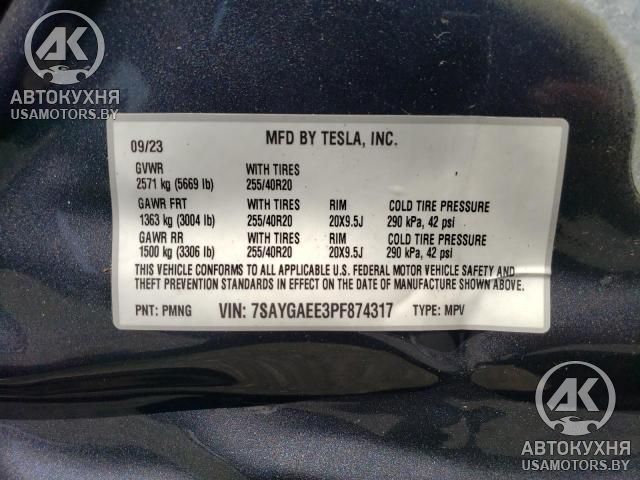 AK
АВТОКУХНЯ
USAMOTORS.BY
09/23
MFD BY TESLA, INC.
GVWR WITH TIRES
2571 kg (5669 lb) 255/40R20
GAWR FRT WITH TIRES RIM COLD TIRE PRESSURE
1363 kg (3004 lb) 255/40R20 20X9.5J 290 kPa, 42 psi
GAWR RR WITH TIRES RIM COLD TIRE PRESSURE
1500 kg (3306 lb) 255/40R20 20X9.5J 290 kPa, 42 psi
THIS VEHICLE CONFORMS TO ALL APPLICABLE U.S. FEDERAL MOTOR VEHICLE SAFETY AND
THEFT PREVENTION STANDARDS IN EFFECT ON THE DATE OF MANUFACTURE SHOWN ABOVE.
PNT: PMNG VIN: 7SAYGAEE3PF874317 TYPE: MPV
AK
АВТОКУХНЯ
USAMOTORS.BY